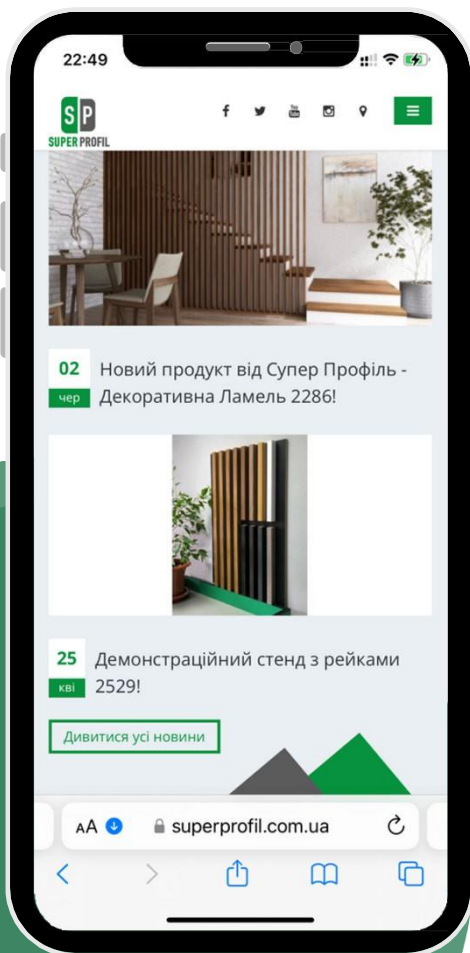 22:49
SP
SUPER PROFIL
02
чер
Новий продукт від Супер Профіль -
Декоративна Ламель 2286!
25
кві
Демонстраційний стенд з рейками
2529!
Дивитися усі новини
AA
superprofil.com.ua